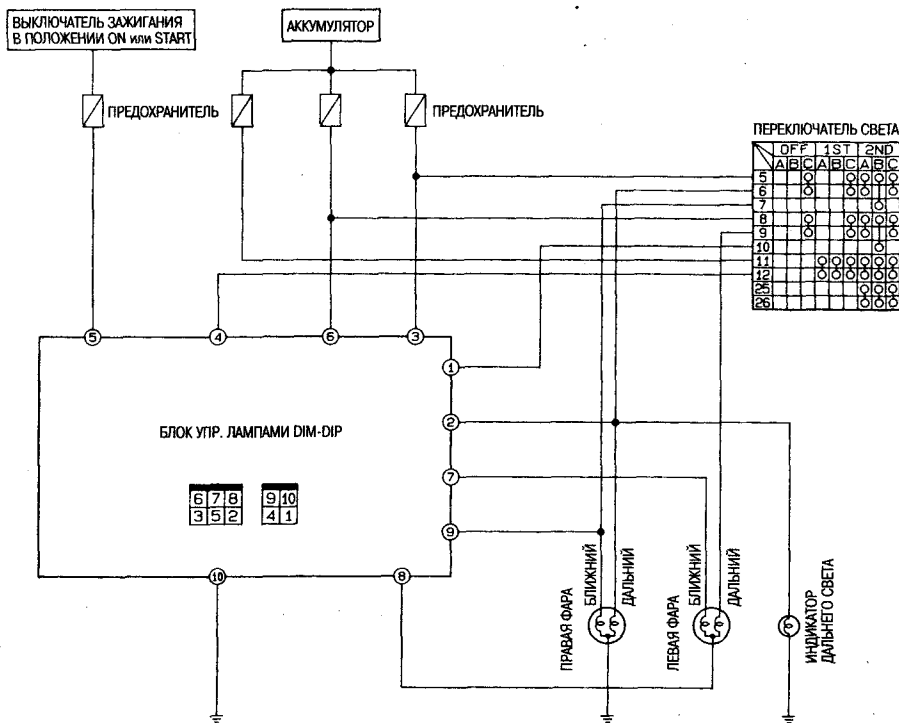 ВЫКЛЮЧАТЕЛЬ ЗАЖИГАНИЯ
В ПОЛОЖЕНИИ ON или START
АККУМУЛЯТОР
ПРЕДОХРАНИТЕЛЬ
ПРЕДОХРАНИТЕЛЬ
ПЕРЕКЛЮЧАТЕЛЬ СВЕТА
OFF 1ST 2ND
A B C A B C A B C
5
6
7
8
9
10
11
12
25
26
5 4 6 3
1
2
7
9
БЛОК УПР. ЛАМПАМИ DIM-DIP
6 7 8 9 10
3 5 2 4 1
10 8
ПРАВАЯ ФАРА
БЛИЖНИЙ
ДАЛЬНИЙ
ЛЕВАЯ ФАРА
БЛИЖНИЙ
ДАЛЬНИЙ
ИНДИКАТОР
ДАЛЬНЕГО СВЕТА